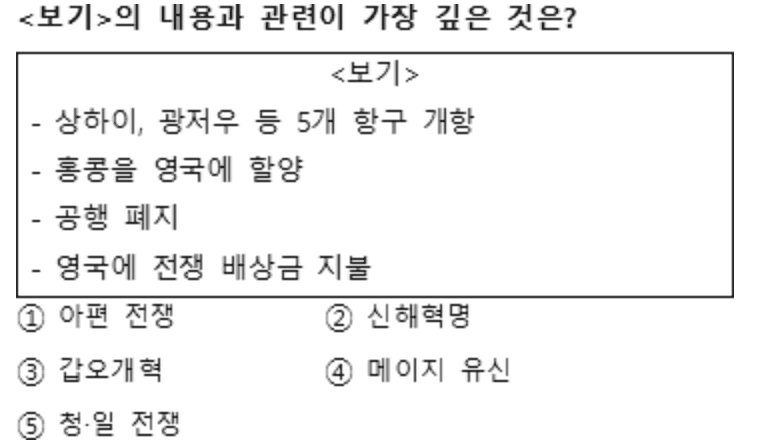 <보기>의 내용과 관련이 가장 깊은 것은?
<보기>
- 상하이, 광저우 등 5개 항구 개항
- 홍콩을 영국에 할양
- 공행 폐지
- 영국에 전쟁 배상금 지불
① 아편 전쟁 ② 신해혁명
③ 갑오개혁 ④ 메이지 유신
⑤ 청·일 전쟁